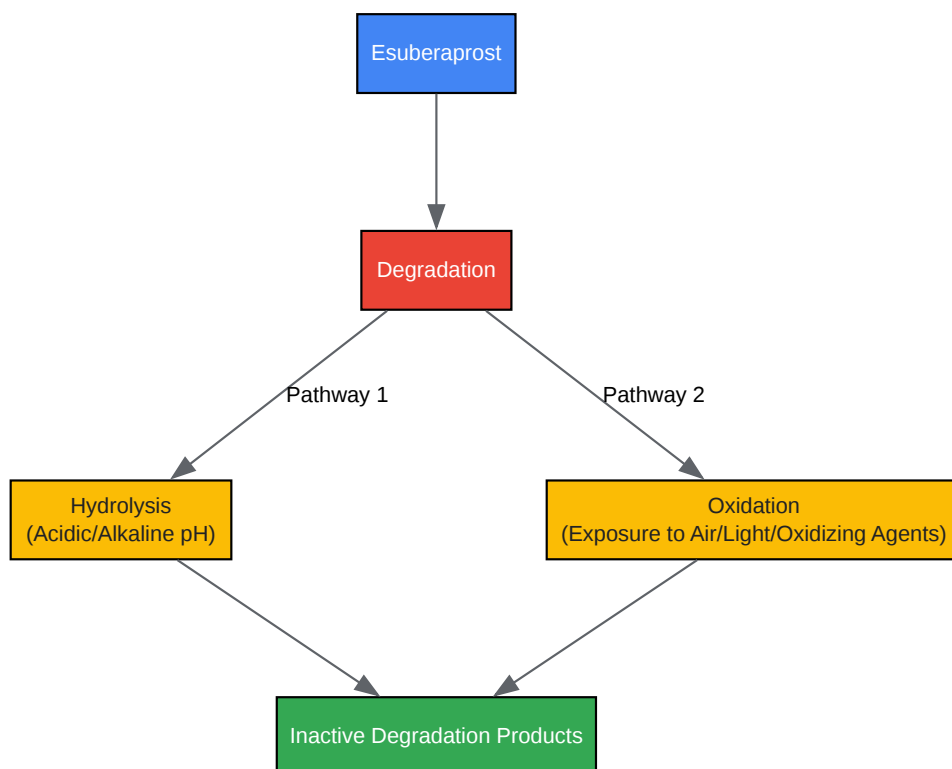 Esuberaprost
Degradation
Pathway 1
Pathway 2
Hydrolysis
(Acidic/Alkaline pH)
Oxidation
(Exposure to Air/Light/Oxidizing Agents)
Inactive Degradation Products